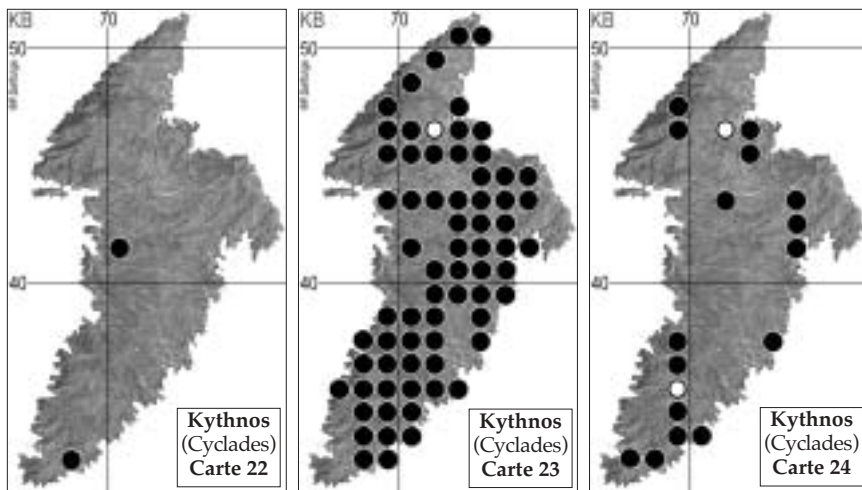 KB
70
50
40
Kythnos
(Cyclades)
Carte 22
KB
70
50
40
Kythnos
(Cyclades)
Carte 23
KB
70
50
40
Kythnos
(Cyclades)
Carte 24